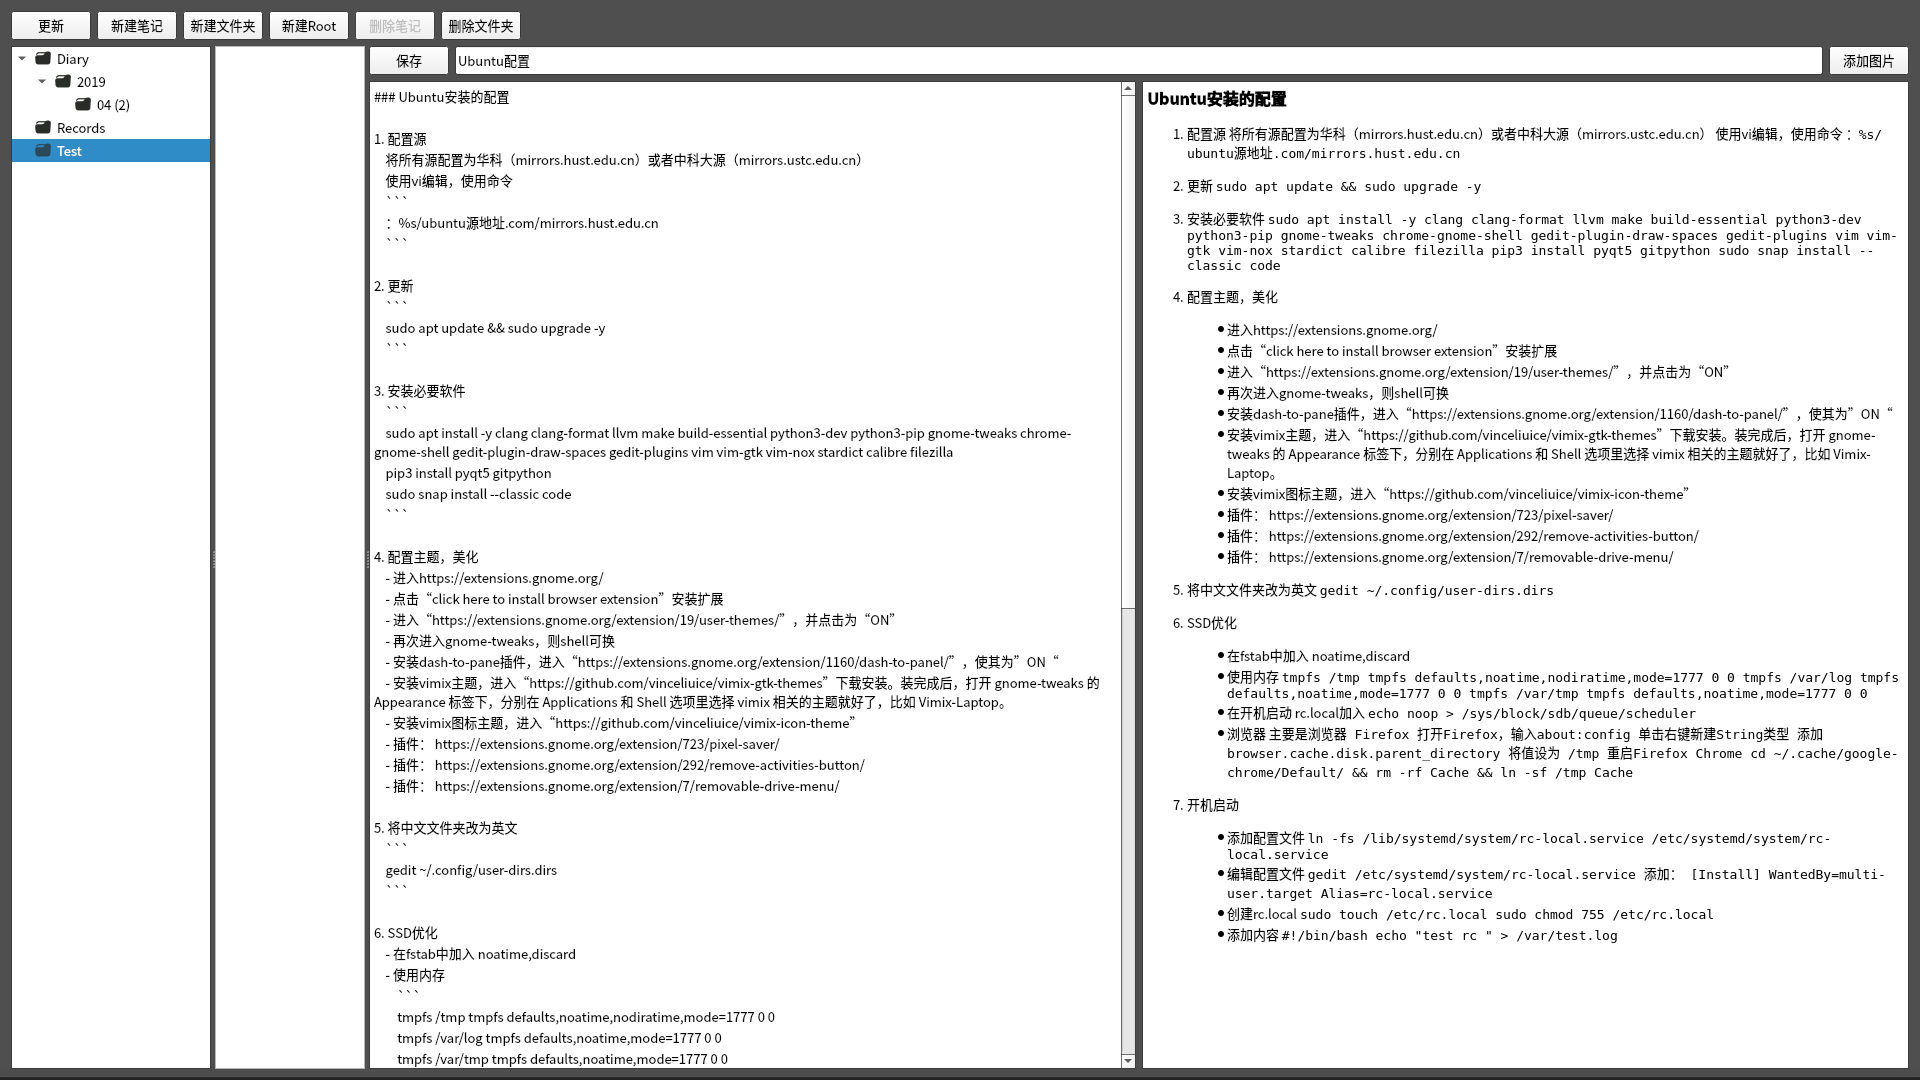 更新 新建笔记 新建文件夹 新建Root 删除笔记 删除文件夹
Diary
2019
04 (2)
Records
Test
保存 Ubuntu配置 添加图片
### Ubuntu安装的配置
1. 配置源
将所有源配置为华科（mirrors.hust.edu.cn）或者中科大源（mirrors.ustc.edu.cn）
使用vi编辑，使用命令
```
：%s/ubuntu源地址.com/mirrors.hust.edu.cn
```
2. 更新
```
sudo apt update && sudo upgrade -y
```
3. 安装必要软件
```
sudo apt install -y clang clang-format llvm make build-essential python3-dev python3-pip gnome-tweaks chrome-
gnome-shell gedit-plugin-draw-spaces gedit-plugins vim vim-gtk vim-nox stardict calibre filezilla
pip3 install pyqt5 gitpython
sudo snap install --classic code
```
4. 配置主题，美化
- 进入https://extensions.gnome.org/
- 点击“click here to install browser extension”安装扩展
- 进入“https://extensions.gnome.org/extension/19/user-themes/”，并点击为“ON”
- 再次进入gnome-tweaks，则shell可换
- 安装dash-to-pane插件，进入“https://extensions.gnome.org/extension/1160/dash-to-panel/”，使其为”ON“
- 安装vimix主题，进入“https://github.com/vinceliuice/vimix-gtk-themes”下载安装。装完成后，打开 gnome-tweaks 的
Appearance 标签下，分别在 Applications 和 Shell 选项里选择 vimix 相关的主题就好了，比如 Vimix-Laptop。
- 安装vimix图标主题，进入“https://github.com/vinceliuice/vimix-icon-theme”
- 插件： https://extensions.gnome.org/extension/723/pixel-saver/
- 插件： https://extensions.gnome.org/extension/292/remove-activities-button/
- 插件： https://extensions.gnome.org/extension/7/removable-drive-menu/
5. 将中文文件夹改为英文
```
gedit ~/.config/user-dirs.dirs
```
6. SSD优化
- 在fstab中加入 noatime,discard
- 使用内存
```
tmpfs /tmp tmpfs defaults,noatime,nodiratime,mode=1777 0 0
tmpfs /var/log tmpfs defaults,noatime,mode=1777 0 0
tmpfs /var/tmp tmpfs defaults,noatime,mode=1777 0 0
Ubuntu安装的配置
1. 配置源 将所有源配置为华科（mirrors.hust.edu.cn）或者中科大源（mirrors.ustc.edu.cn） 使用vi编辑，使用命令 ：%s/
ubuntu源地址.com/mirrors.hust.edu.cn
2. 更新 sudo apt update && sudo upgrade -y
3. 安装必要软件 sudo apt install -y clang clang-format llvm make build-essential python3-dev
python3-pip gnome-tweaks chrome-gnome-shell gedit-plugin-draw-spaces gedit-plugins vim vim-
gtk vim-nox stardict calibre filezilla pip3 install pyqt5 gitpython sudo snap install --
classic code
4. 配置主题，美化
● 进入https://extensions.gnome.org/
● 点击“click here to install browser extension”安装扩展
● 进入“https://extensions.gnome.org/extension/19/user-themes/”，并点击为“ON”
● 再次进入gnome-tweaks，则shell可换
● 安装dash-to-pane插件，进入“https://extensions.gnome.org/extension/1160/dash-to-panel/”，使其为”ON“
● 安装vimix主题，进入“https://github.com/vinceliuice/vimix-gtk-themes”下载安装。装完成后，打开 gnome-
tweaks 的 Appearance 标签下，分别在 Applications 和 Shell 选项里选择 vimix 相关的主题就好了，比如 Vimix-
Laptop。
● 安装vimix图标主题，进入“https://github.com/vinceliuice/vimix-icon-theme”
● 插件： https://extensions.gnome.org/extension/723/pixel-saver/
● 插件： https://extensions.gnome.org/extension/292/remove-activities-button/
● 插件： https://extensions.gnome.org/extension/7/removable-drive-menu/
5. 将中文文件夹改为英文 gedit ~/.config/user-dirs.dirs
6. SSD优化
● 在fstab中加入 noatime,discard
● 使用内存 tmpfs /tmp tmpfs defaults,noatime,nodiratime,mode=1777 0 0 tmpfs /var/log tmpfs
defaults,noatime,mode=1777 0 0 tmpfs /var/tmp tmpfs defaults,noatime,mode=1777 0 0
● 在开机启动 rc.local加入 echo noop > /sys/block/sdb/queue/scheduler
● 浏览器 主要是浏览器 Firefox 打开Firefox，输入about:config 单击右键新建String类型 添加
browser.cache.disk.parent_directory 将值设为 /tmp 重启Firefox Chrome cd ~/.cache/google-
chrome/Default/ && rm -rf Cache && ln -sf /tmp Cache
7. 开机启动
● 添加配置文件 ln -fs /lib/systemd/system/rc-local.service /etc/systemd/system/rc-
local.service
● 编辑配置文件 gedit /etc/systemd/system/rc-local.service 添加： [Install] WantedBy=multi-
user.target Alias=rc-local.service
● 创建rc.local sudo touch /etc/rc.local sudo chmod 755 /etc/rc.local
● 添加内容 #!/bin/bash echo "test rc " > /var/test.log